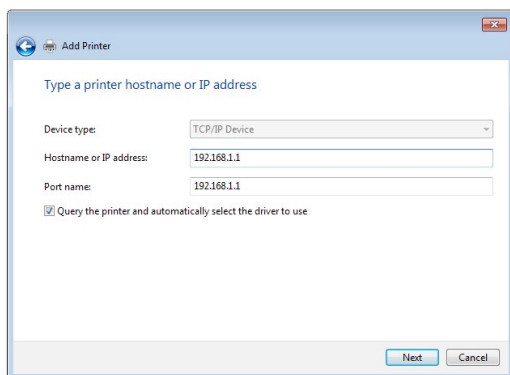 Add Printer
Type a printer hostname or IP address
Device type: TCP/IP Device
Hostname or IP address: 192.168.1.1
Port name: 192.168.1.1
Query the printer and automatically select the driver to use
Next Cancel